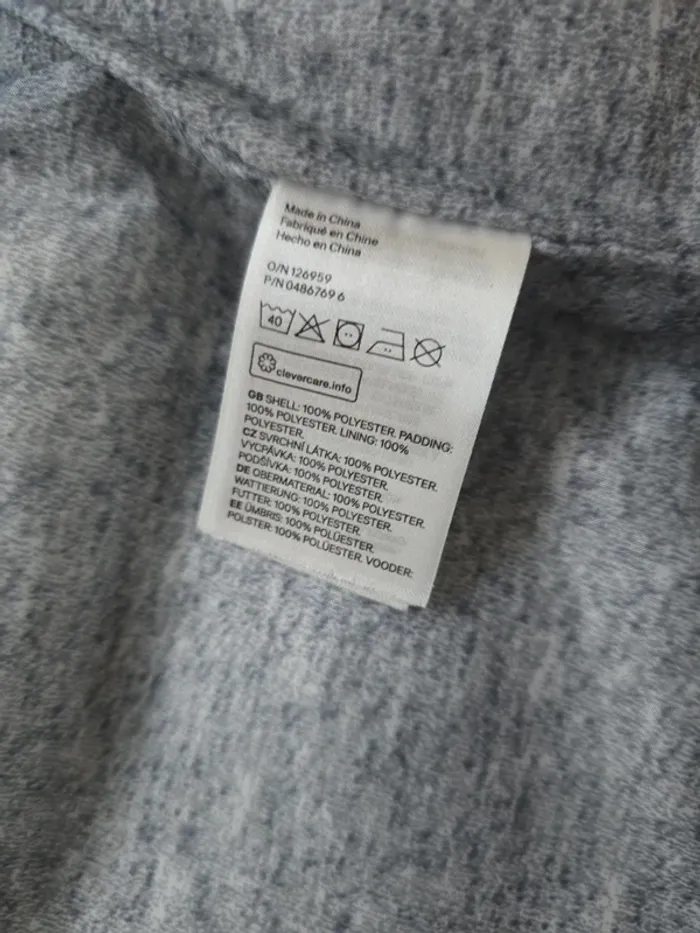 Made in China
Fabriqué en Chine
Hecho en China
O/N 126959
P/N 0486769 6
40
clevercare.info
GB SHELL: 100% POLYESTER. PADDING:
100% POLYESTER. LINING: 100%
POLYESTER.
CZ SVRCHNÍ LÁTKA: 100% POLYESTER.
VYCPÁVKA: 100% POLYESTER.
PODŠÍVKA: 100% POLYESTER.
DE OBERMATERIAL: 100% POLYESTER.
WATTIERUNG: 100% POLYESTER.
FUTTER: 100% POLYESTER.
EE ÜMBRIS: 100% POLÜESTER.
POLSTER: 100% POLÜESTER. VOODER: